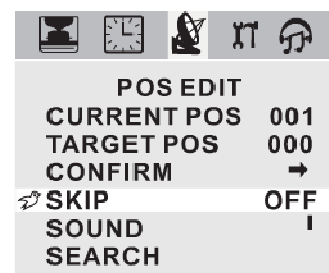 POS EDIT
CURRENT POS 001
TARGET POS 000
CONFIRM →
SKIP OFF
SOUND
SEARCH